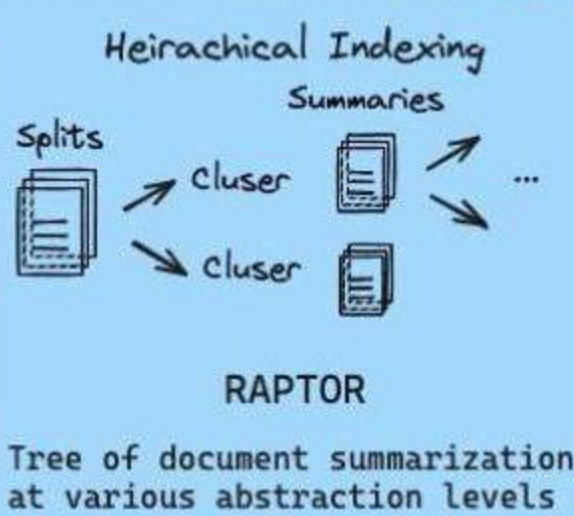 Heirachical Indexing
Summaries
Splits
Cluser
...
Cluser
RAPTOR
Tree of document summarization
at various abstraction levels